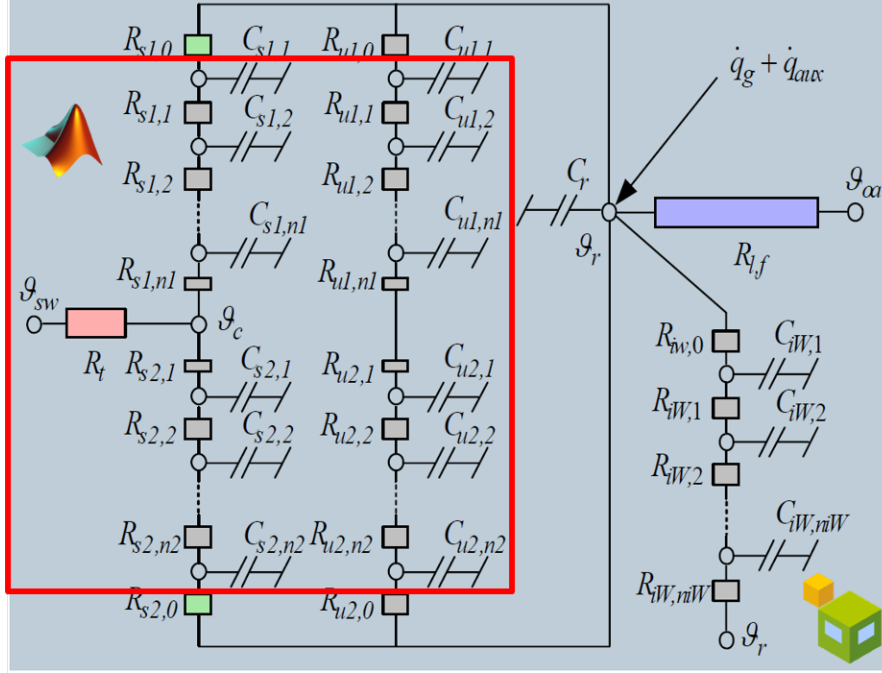 R_{s1,0} C_{s1,1} R_{u1,0} C_{u1,1}
R_{s1,1} C_{s1,2} R_{u1,1} C_{u1,2}
R_{s1,2} R_{u1,2}
C_{s1,n1} C_{u1,n1}
R_{s1,n1} R_{u1,n1}
ϑ_{sw} ϑ_c
R_t R_{s2,1} C_{s2,1} R_{u2,1} C_{u2,1}
R_{s2,2} C_{s2,2} R_{u2,2} C_{u2,2}
R_{s2,n2} C_{s2,n2} R_{u2,n2} C_{u2,n2}
R_{s2,0} R_{u2,0}
q̇_g + q̇_{aux}
C_r ϑ_{oa}
ϑ_r R_{l,f}
R_{iw,0} C_{iW,1}
R_{iW,1} C_{iW,2}
R_{iW,2}
C_{iW,niW}
R_{iW,niW}
ϑ_r